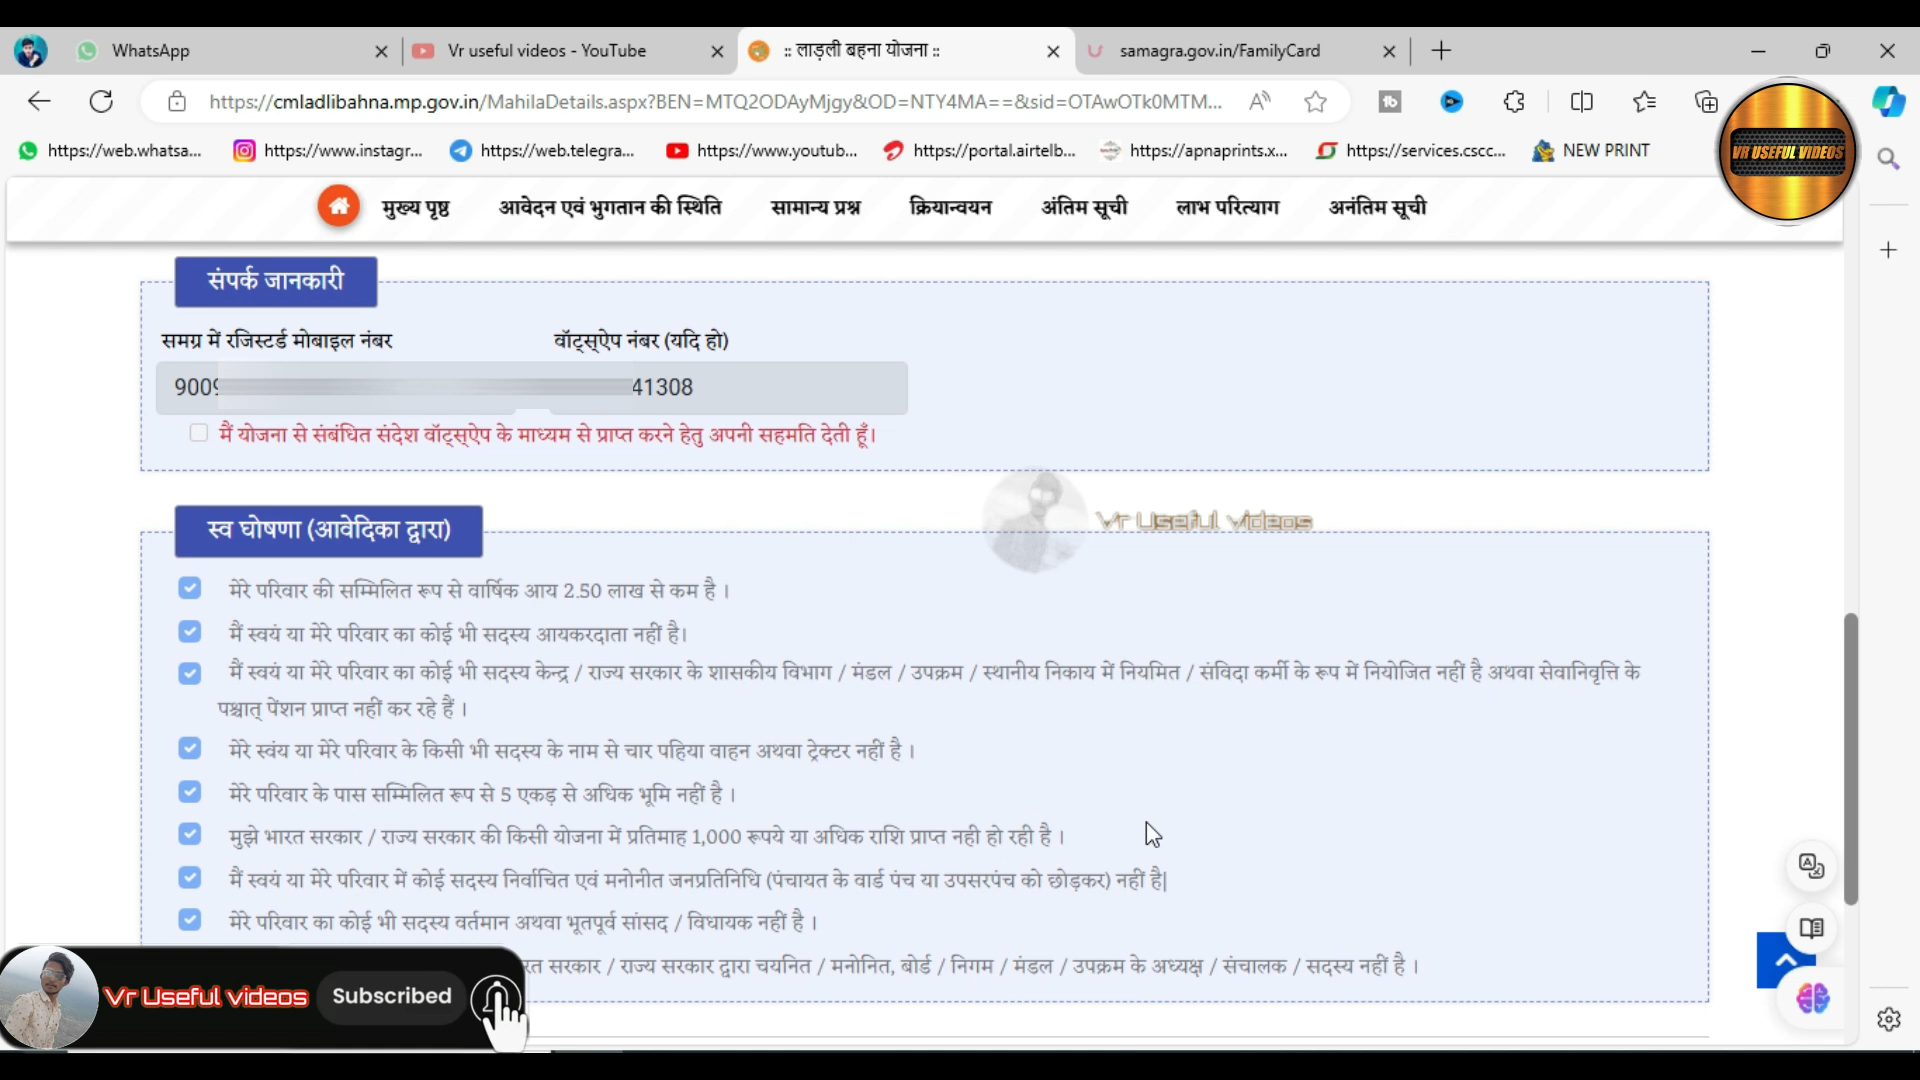 WhatsApp
Vr useful videos - YouTube
:: लाड़ली बहना योजना ::
samagra.gov.in/FamilyCard
https://cmladlibahna.mp.gov.in/MahilaDetails.aspx?BEN=MTQ2ODAyMjgy&OD=NTY4MA==&sid=OTAwOTk0MTM...
https://web.whatsa...
https://www.instagr...
https://web.telegra...
https://www.youtub...
https://portal.airtelb...
https://apnaprints.x...
https://services.cscc...
NEW PRINT
VR USEFUL VIDEOS
मुख्य पृष्ठ
आवेदन एवं भुगतान की स्थिति
सामान्य प्रश्न
क्रियान्वयन
अंतिम सूची
लाभ परित्याग
अनंतिम सूची
संपर्क जानकारी
समग्र में रजिस्टर्ड मोबाइल नंबर
वॉट्स्ऐप नंबर (यदि हो)
9009
41308
मैं योजना से संबंधित संदेश वॉट्स्ऐप के माध्यम से प्राप्त करने हेतु अपनी सहमति देती हूँ।
Vr Useful videos
स्व घोषणा (आवेदिका द्वारा)
मेरे परिवार की सम्मिलित रूप से वार्षिक आय 2.50 लाख से कम है ।
मैं स्वयं या मेरे परिवार का कोई भी सदस्य आयकरदाता नहीं है।
मैं स्वयं या मेरे परिवार का कोई भी सदस्य केन्द्र / राज्य सरकार के शासकीय विभाग / मंडल / उपक्रम / स्थानीय निकाय में नियमित / संविदा कर्मी के रूप में नियोजित नहीं है अथवा सेवानिवृत्ति के
पश्चात् पेंशन प्राप्त नहीं कर रहे हैं ।
मेरे स्वंय या मेरे परिवार के किसी भी सदस्य के नाम से चार पहिया वाहन अथवा ट्रेक्टर नहीं है ।
मेरे परिवार के पास सम्मिलित रूप से 5 एकड़ से अधिक भूमि नहीं है ।
मुझे भारत सरकार / राज्य सरकार की किसी योजना में प्रतिमाह 1,000 रूपये या अधिक राशि प्राप्त नही हो रही है ।
मैं स्वयं या मेरे परिवार में कोई सदस्य निर्वाचित एवं मनोनीत जनप्रतिनिधि (पंचायत के वार्ड पंच या उपसरपंच को छोड़कर) नहीं है|
मेरे परिवार का कोई भी सदस्य वर्तमान अथवा भूतपूर्व सांसद / विधायक नहीं है ।
रत सरकार / राज्य सरकार द्वारा चयनित / मनोनित, बोर्ड / निगम / मंडल / उपक्रम के अध्यक्ष / संचालक / सदस्य नहीं है ।
Vr Useful videos
Subscribed